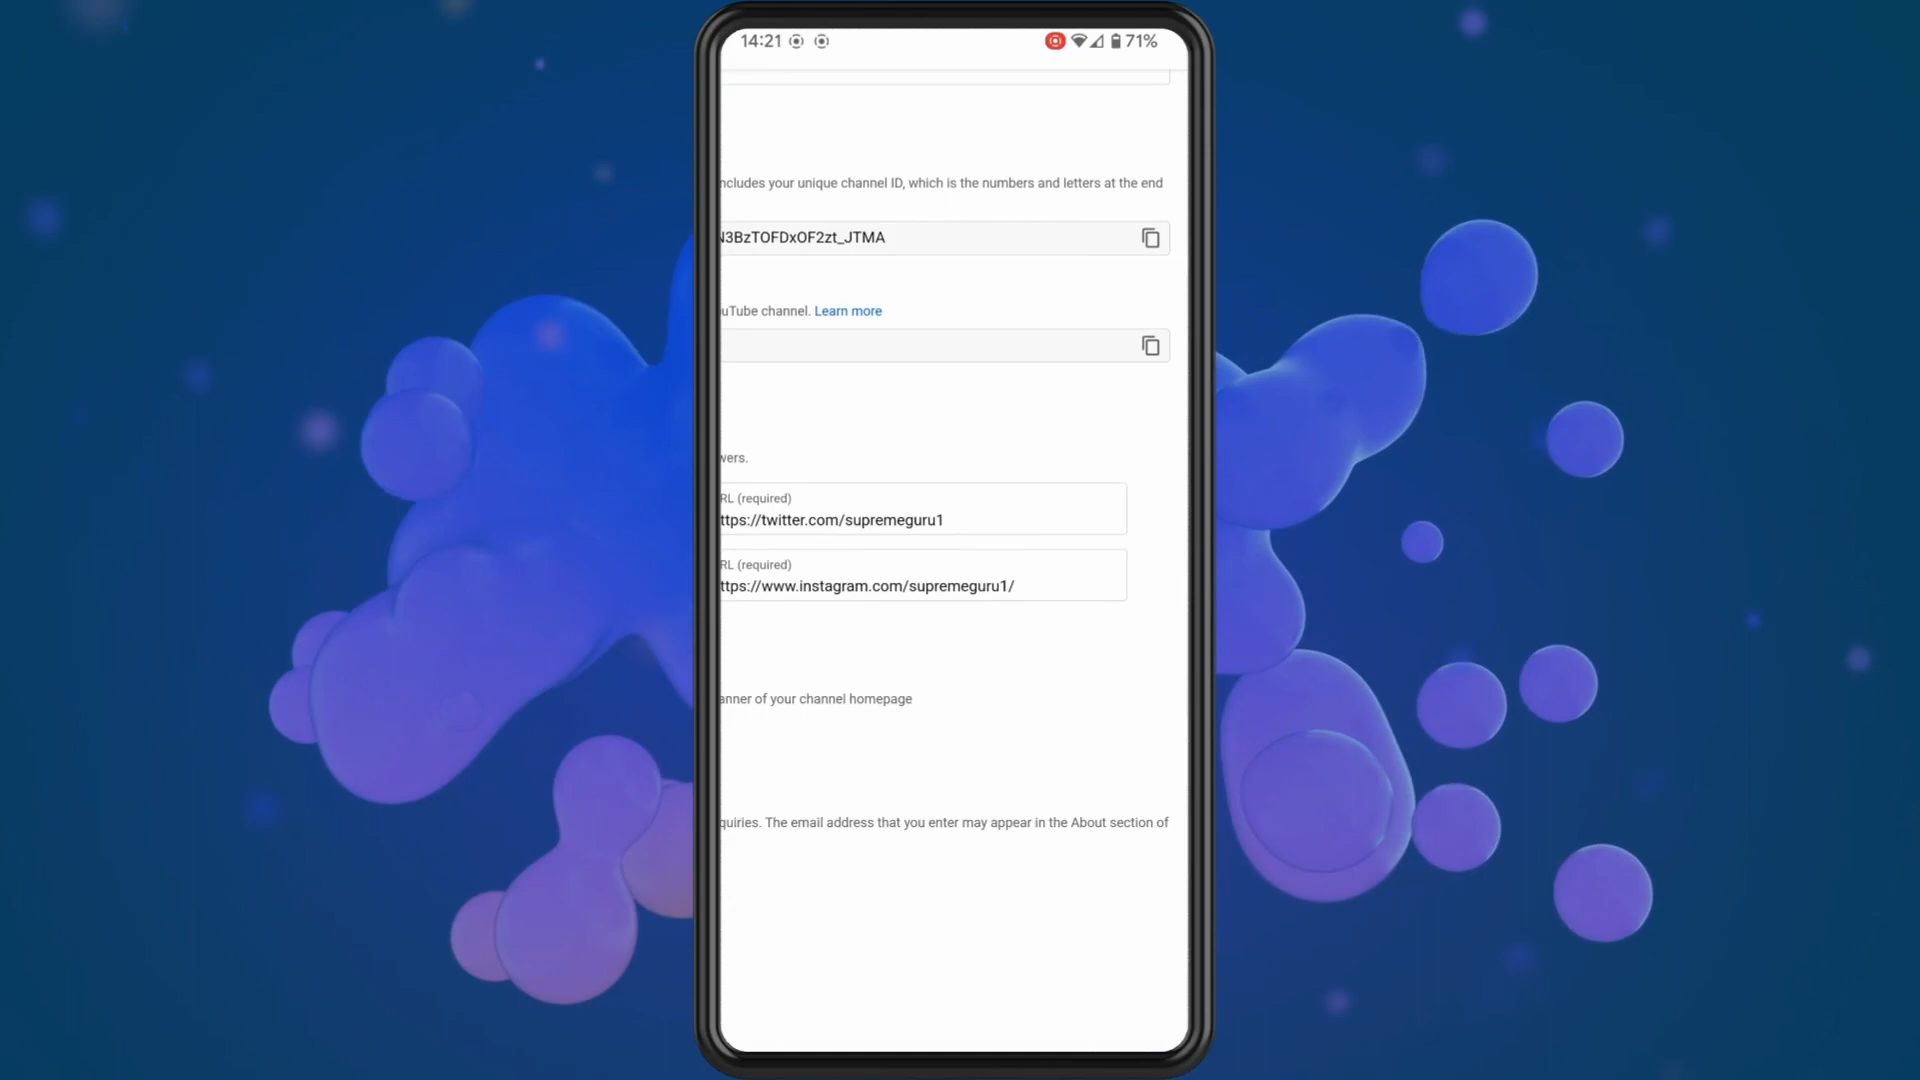 14:21 71%
ncludes your unique channel ID, which is the numbers and letters at the end
N3BzTOFDxOF2zt_JTMA
uTube channel. Learn more
wers.
RL (required)
ttps://twitter.com/supremeguru1
RL (required)
ttps://www.instagram.com/supremeguru1/
anner of your channel homepage
quiries. The email address that you enter may appear in the About section of